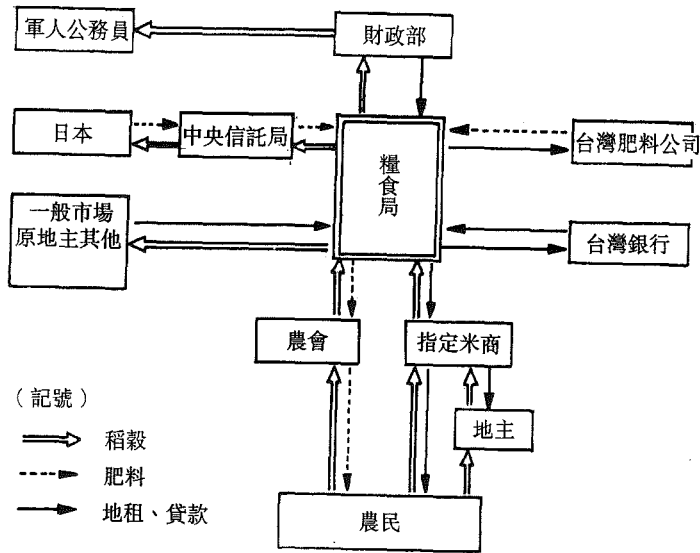 軍人公務員
財政部
日本
中央信託局
糧食局
台灣肥料公司
一般市場
原地主其他
台灣銀行
農會
指定米商
地主
農民
（記號）
稻穀
肥料
地租、貸款